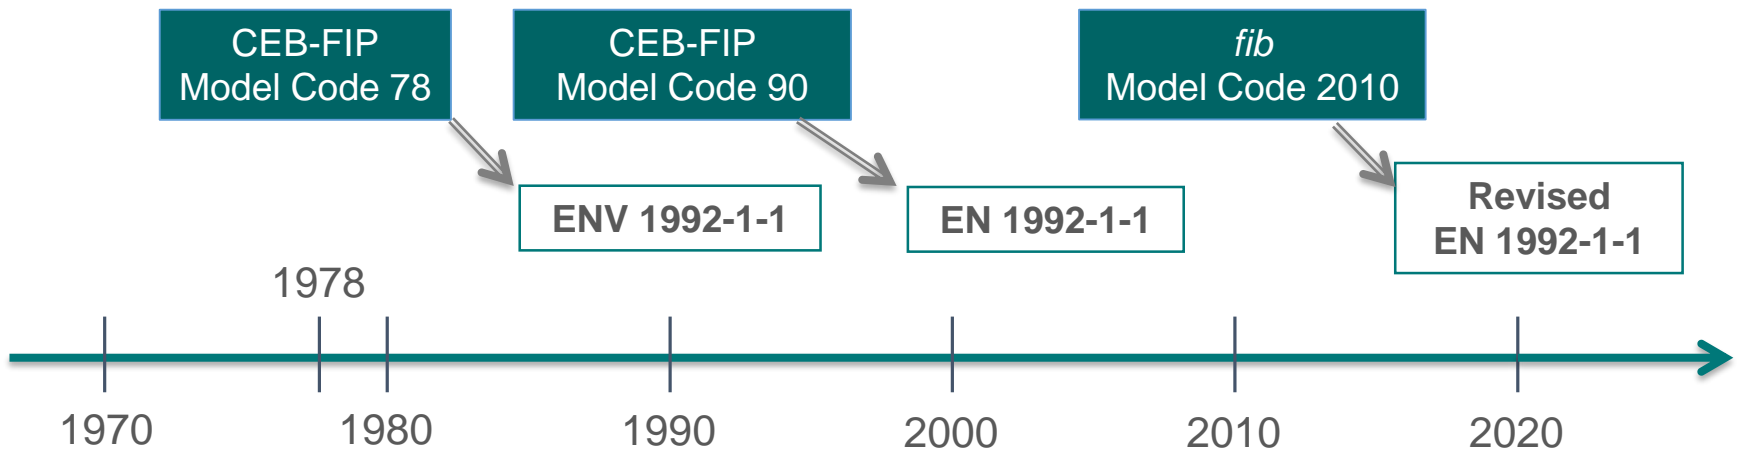 CEB-FIP
Model Code 78
CEB-FIP
Model Code 90
fib
Model Code 2010
ENV 1992-1-1
EN 1992-1-1
Revised
EN 1992-1-1
1978
1970
1980
1990
2000
2010
2020